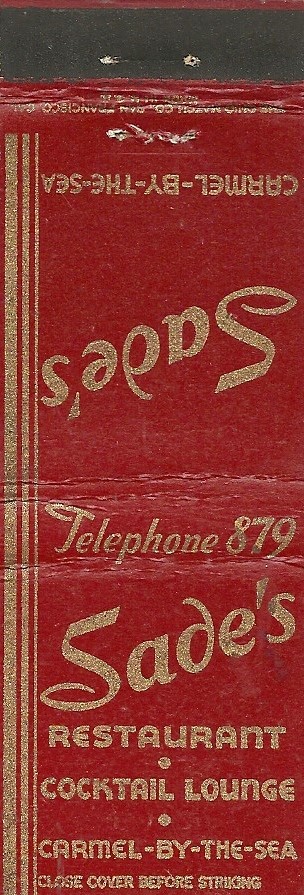 CARMEL-BY-THE-SEA
Sade's
Telephone 879
Sade's
RESTAURANT
COCKTAIL LOUNGE
CARMEL-BY-THE-SEA
CLOSE COVER BEFORE STRIKING